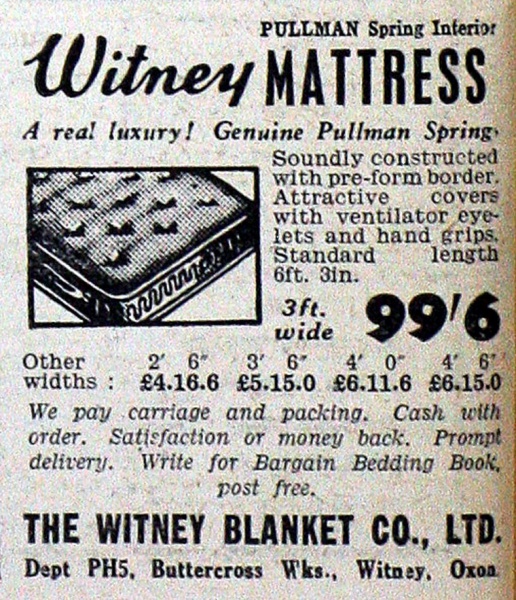 PULLMAN Spring Interior
Witney MATTRESS
A real luxury! Genuine Pullman Spring.
Soundly constructed
with pre-form border.
Attractive covers
with ventilator eye-
lets and hand grips.
Standard length
6ft. 3in.
3ft.
wide 99'6
Other 2' 6" 3' 6" 4' 0" 4' 6"
widths : £4.16.6 £5.15.0 £6.11.6 £6.15.0
We pay carriage and packing. Cash with
order. Satisfaction or money back. Prompt
delivery. Write for Bargain Bedding Book,
post free.
THE WITNEY BLANKET CO., LTD.
Dept PH5, Buttercross Wks., Witney, Oxon.